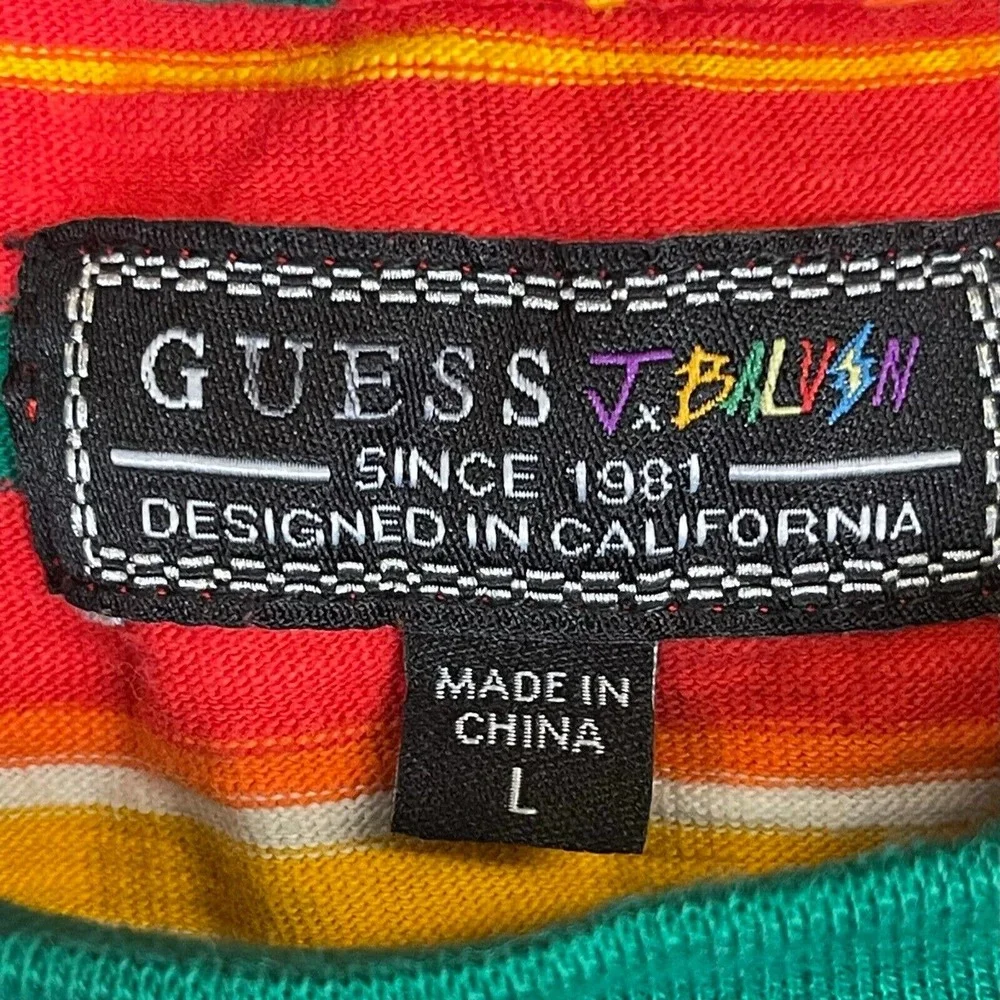 GUESS J. BALVIN
x
SINCE 1981
DESIGNED IN CALIFORNIA
MADE IN
CHINA
L